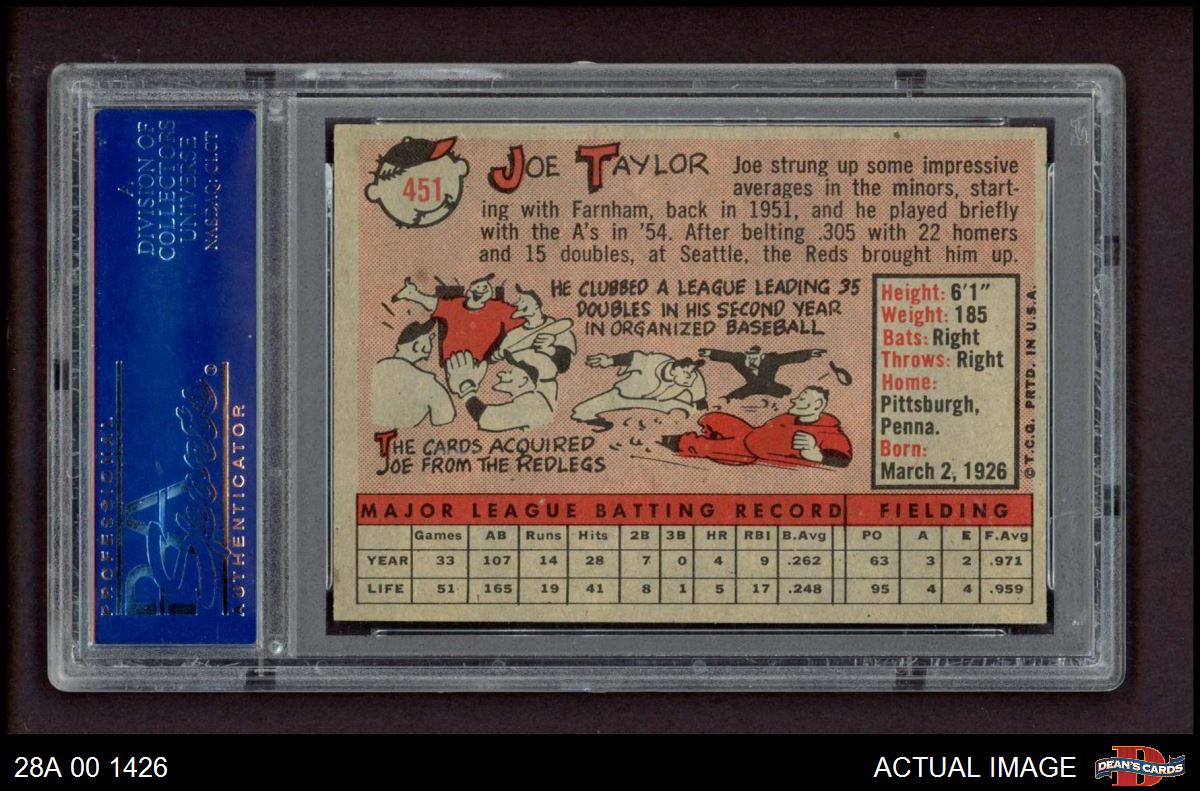 A
DIVISION OF
COLLECTORS
UNIVERSE
NASDAQ: CLCT
PROFESSIONAL
PSA
Sports
AUTHENTICATOR
451
JOE TAYLOR
Joe strung up some impressive
averages in the minors, start-
ing with Farnham, back in 1951, and he played briefly
with the A's in '54. After belting .305 with 22 homers
and 15 doubles, at Seattle, the Reds brought him up.
HE CLUBBED A LEAGUE LEADING 35
DOUBLES IN HIS SECOND YEAR
IN ORGANIZED BASEBALL
THE CARDS ACQUIRED
JOE FROM THE REDLEGS
Height: 6'1"
Weight: 185
Bats: Right
Throws: Right
Home:
Pittsburgh,
Penna.
Born:
March 2, 1926
©T.C.G. PRTD. IN U.S.A.
MAJOR LEAGUE BATTING RECORD FIELDING
Games AB Runs Hits 2B 3B HR RBI B.Avg PO A E F.Avg
YEAR 33 107 14 28 7 0 4 9 .262 63 3 2 .971
LIFE 51 165 19 41 8 1 5 17 .248 95 4 4 .959
28A 00 1426
ACTUAL IMAGE
D
DEAN'S CARDS